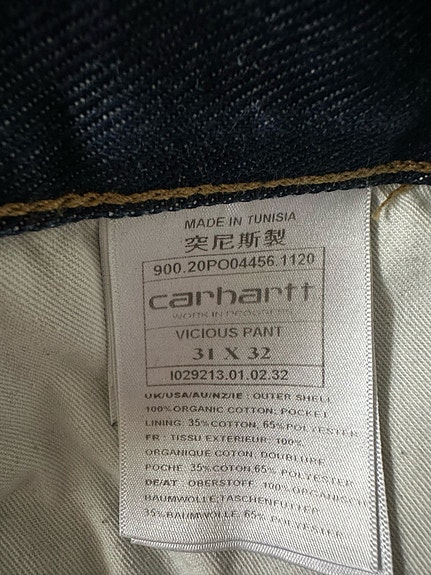 MADE IN TUNISIA
突尼斯製
900.20PO04456.1120
carhartt
WORK IN PROGRESS
VICIOUS PANT
31 X 32
I029213.01.02.32
UK/USA/AU/NZ/IE : OUTER SHELL
100% ORGANIC COTTON; POCKET
LINING: 35% COTTON, 65% POLYESTER
FR : TISSU EXTERIEUR: 100%
ORGANIQUE COTON; DOUBLURE
POCHE: 35% COTON, 65% POLYESTER
DE/AT : OBERSTOFF: 100% ORGANISCH
BAUMWOLLE;TASCHENFUTTER
35% BAUMWOLLE, 65% POLYESTER